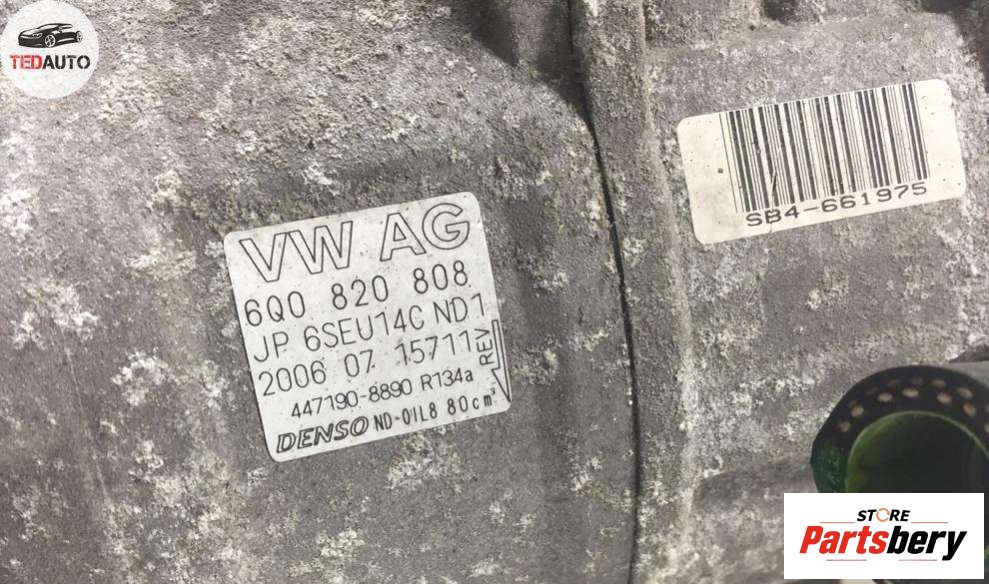 TEDAUTO
VW AG
6Q0 820 808
JP 6SEU14C ND1
2006 07 15711
REV
447190-8890 R134a
DENSO ND-OIL8 80cm³
SB4-661975
STORE
Partsbery